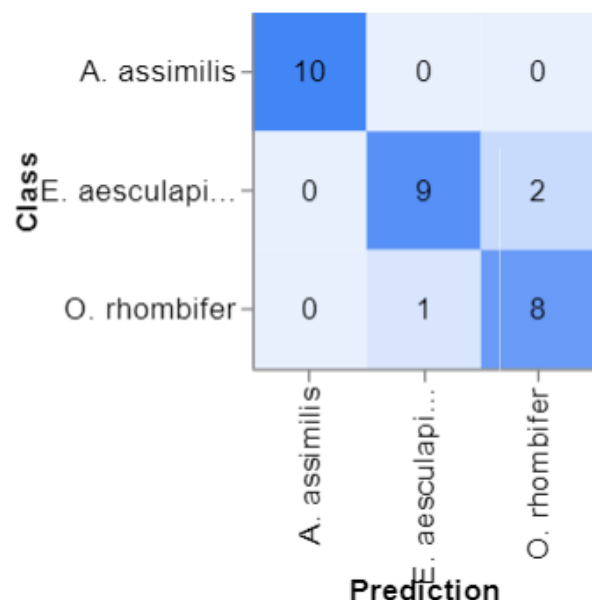 A. assimilis 10 0 0
E. aesculapi... 0 9 2
O. rhombifer 0 1 8
Class
A. assimilis
E. aesculapi...
O. rhombifer
Prediction